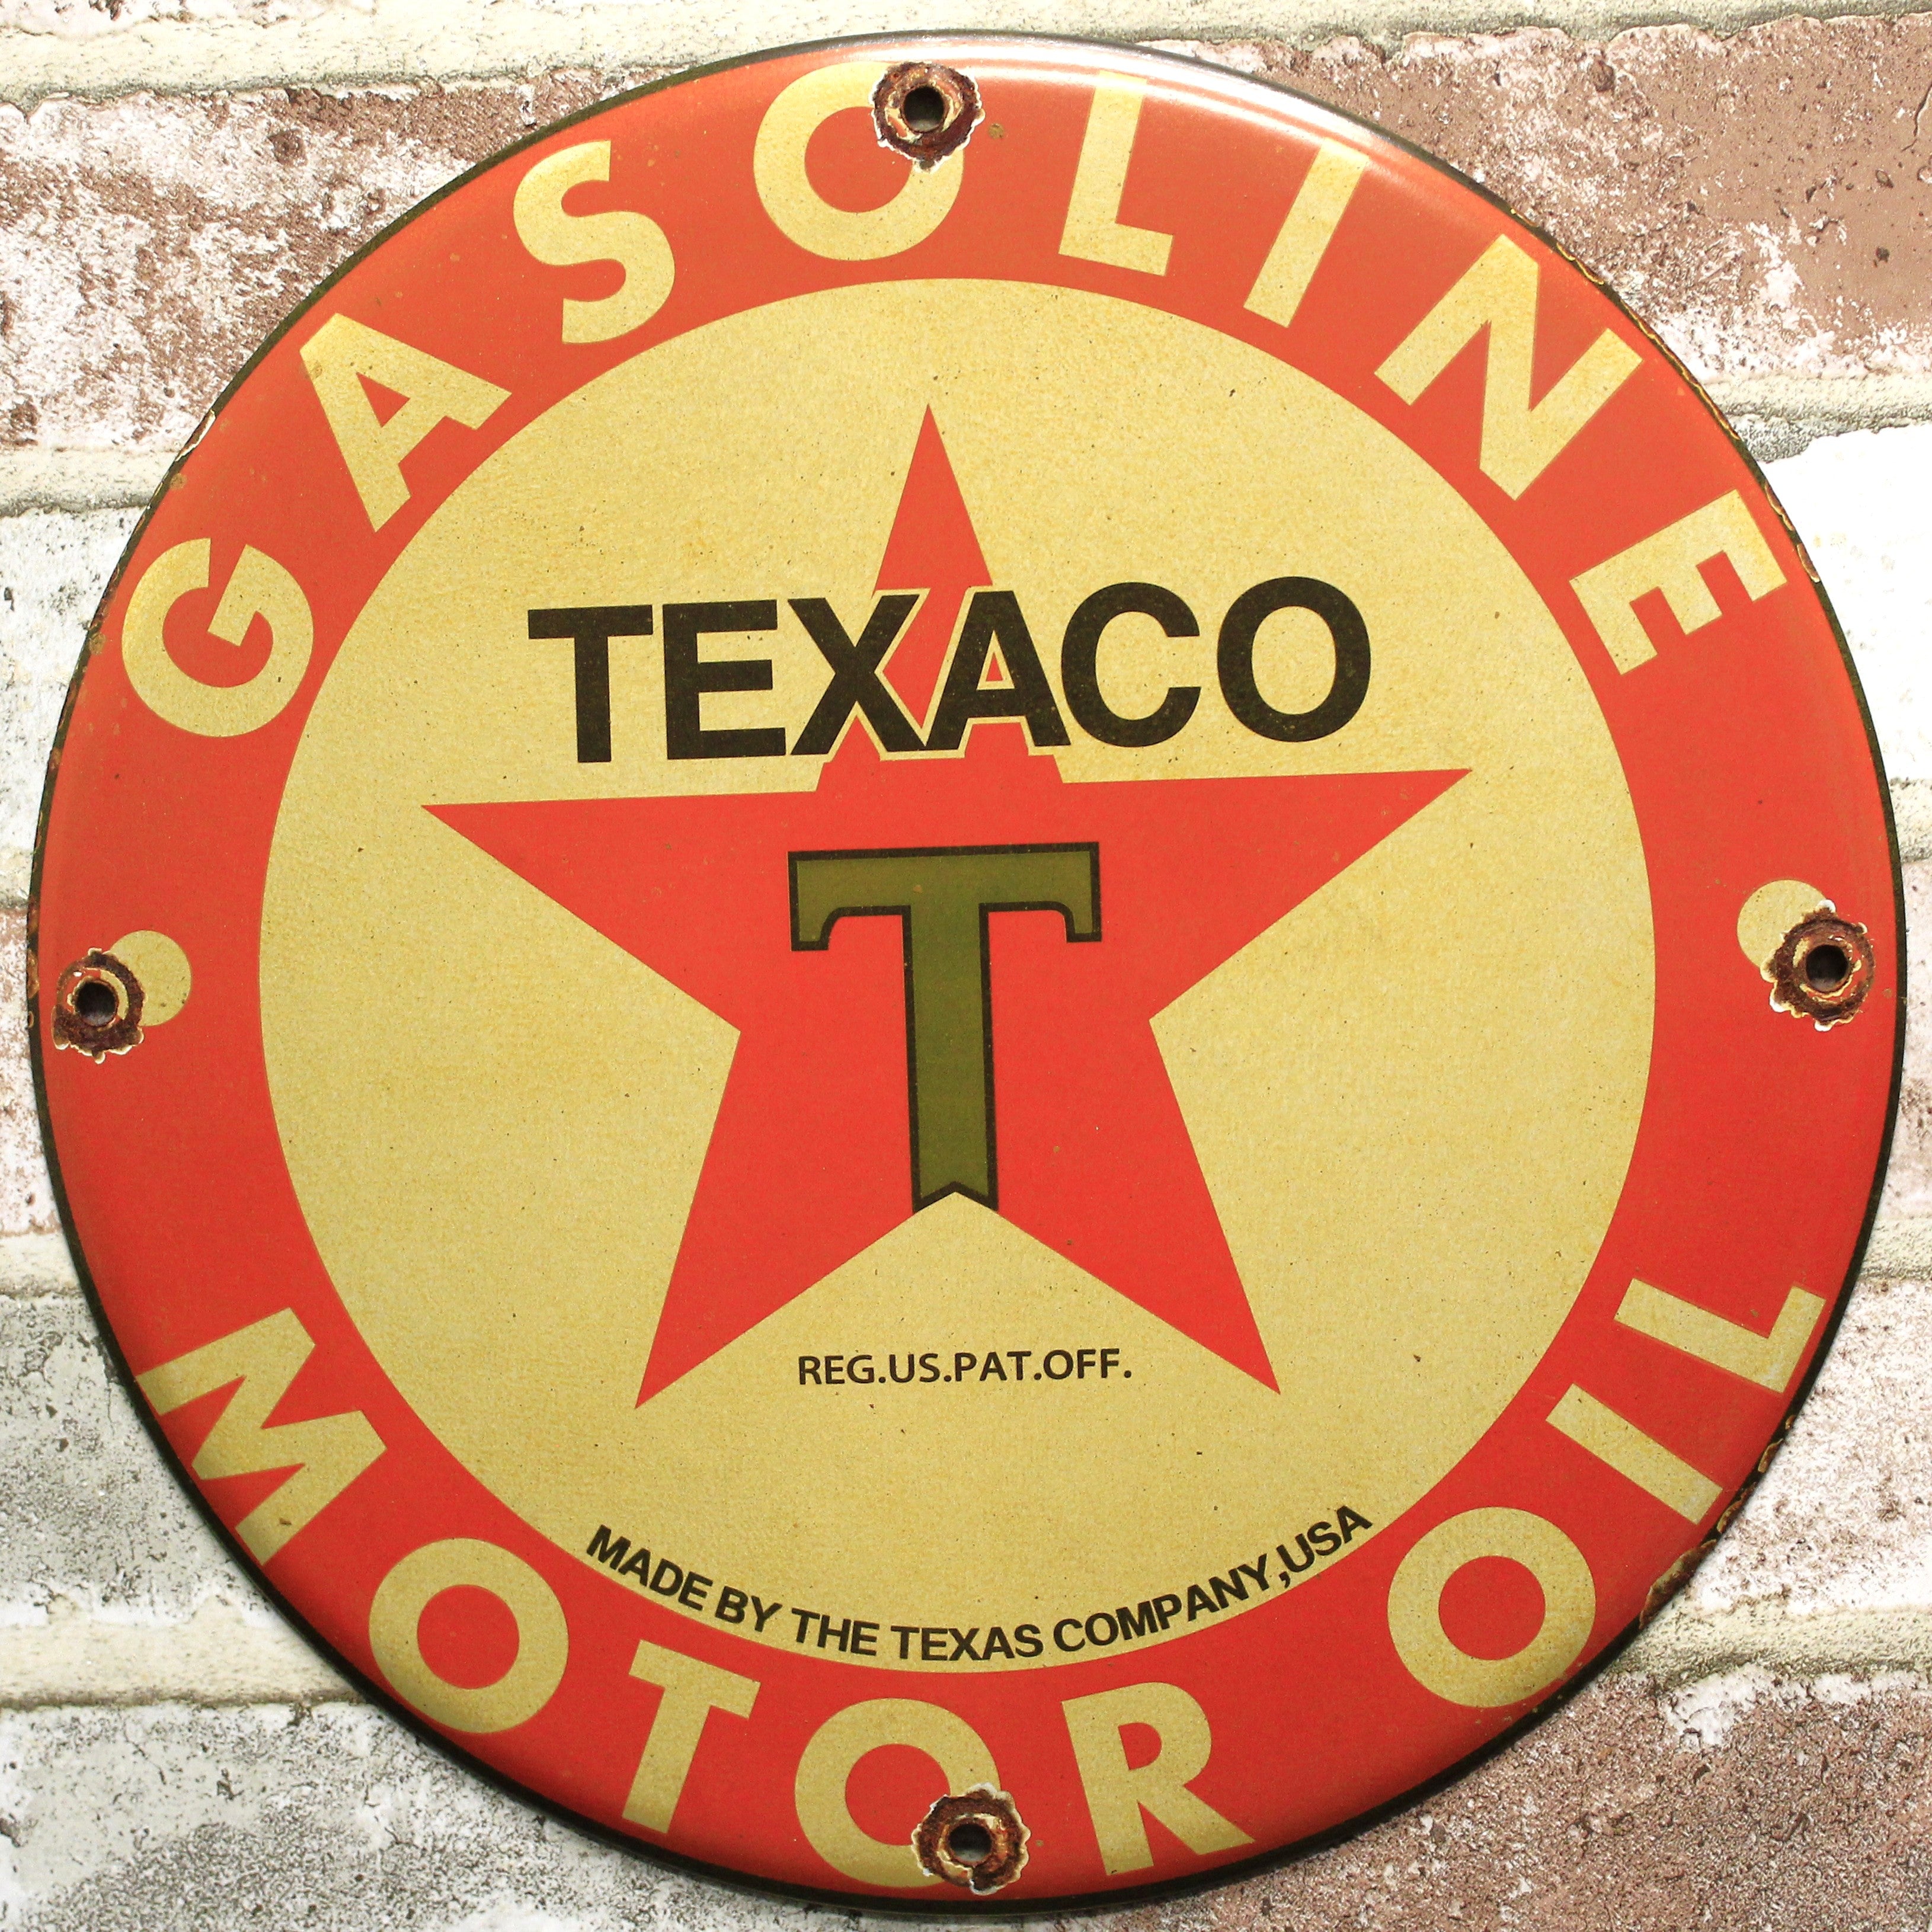 GASOLINE
TEXACO
T
REG.US.PAT.OFF.
MADE BY THE TEXAS COMPANY,USA
MOTOR OIL